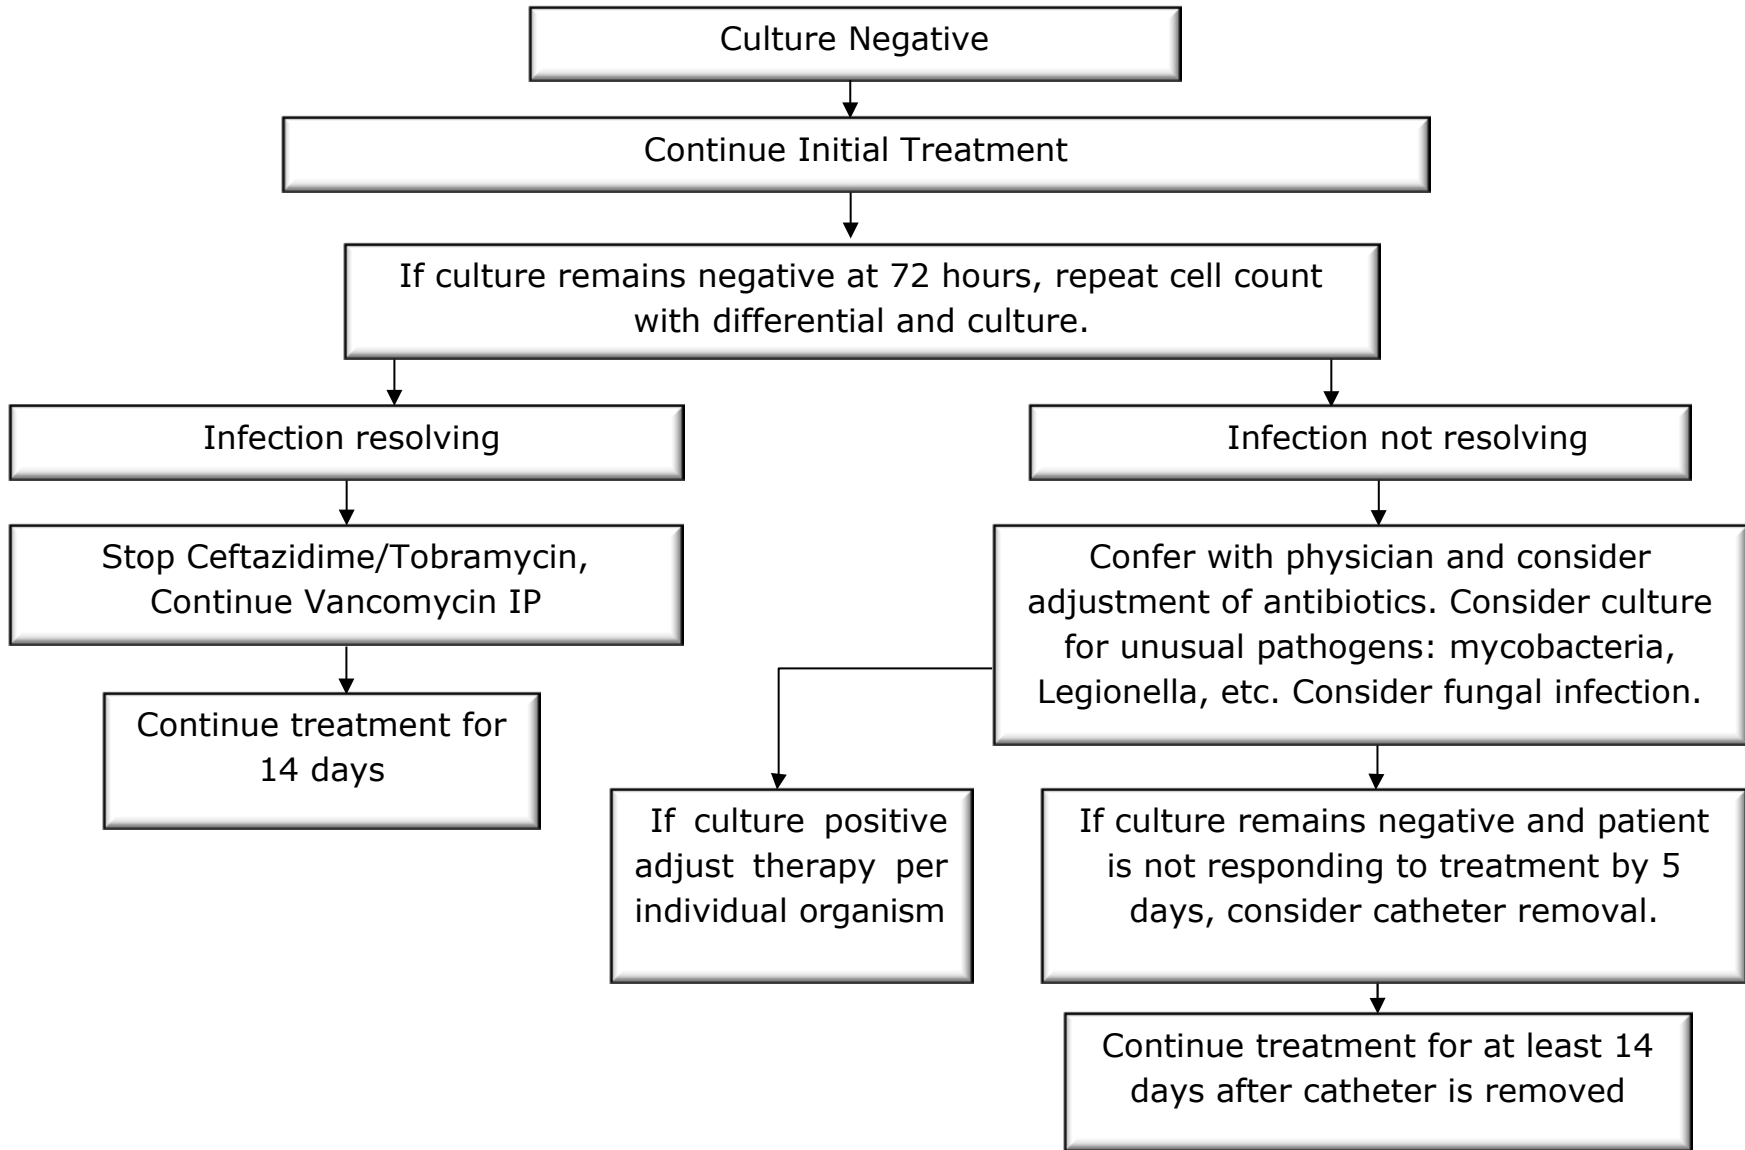 Culture Negative
Continue Initial Treatment
If culture remains negative at 72 hours, repeat cell count
with differential and culture.
Infection resolving
Infection not resolving
Stop Ceftazidime/Tobramycin,
Continue Vancomycin IP
Confer with physician and consider
adjustment of antibiotics. Consider culture
for unusual pathogens: mycobacteria,
Legionella, etc. Consider fungal infection.
Continue treatment for
14 days
If culture positive
adjust therapy per
individual organism
If culture remains negative and patient
is not responding to treatment by 5
days, consider catheter removal.
Continue treatment for at least 14
days after catheter is removed